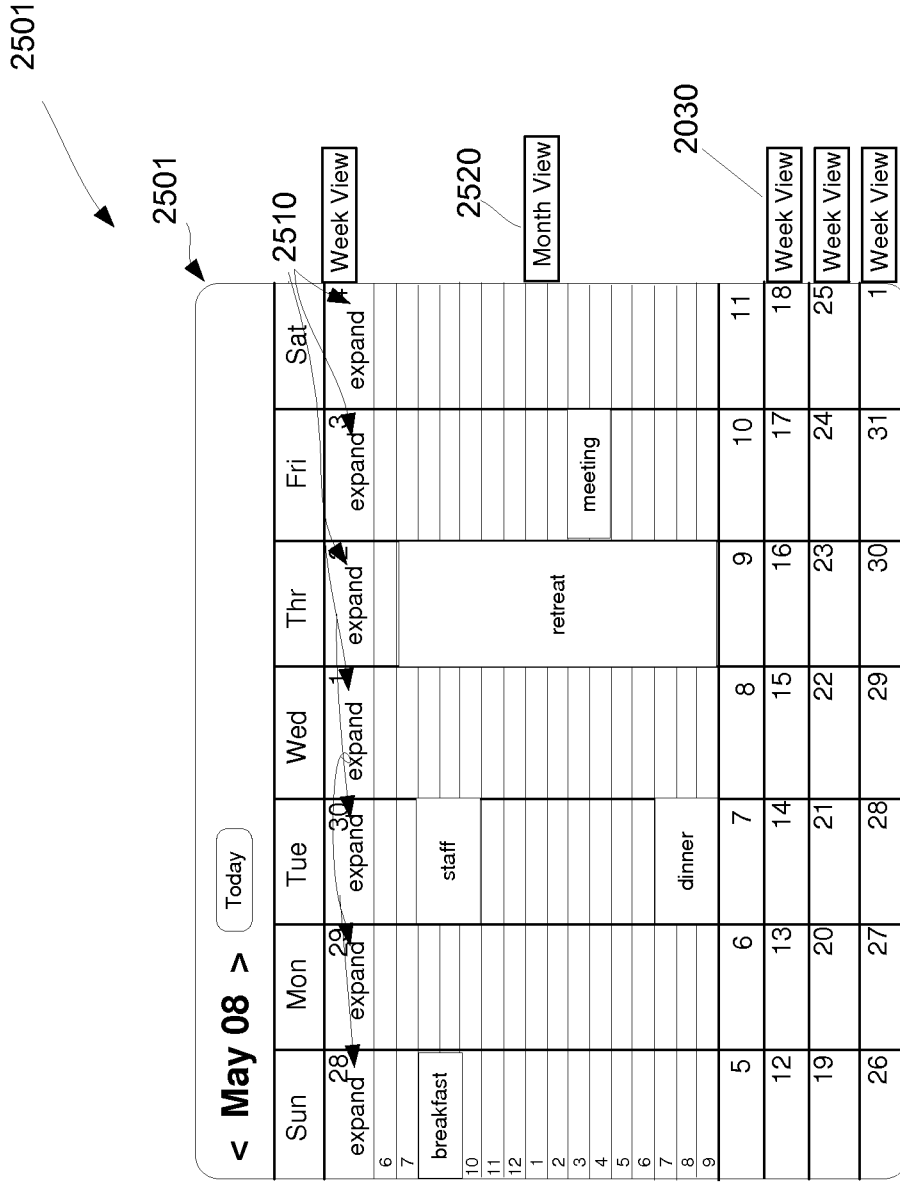 2501
2501
< May 08 > Today
Sun Mon Tue Wed Thr Fri Sat
2510
28 29 30 1 2 3 4
expand expand expand expand expand expand expand
Week View
6
7
breakfast
staff
retreat
10
11
12
1
2
3
4
meeting
2520
Month View
5
6
7
8
9
dinner
5 6 7 8 9 10 11
2030
12 13 14 15 16 17 18 Week View
19 20 21 22 23 24 25 Week View
26 27 28 29 30 31 1 Week View